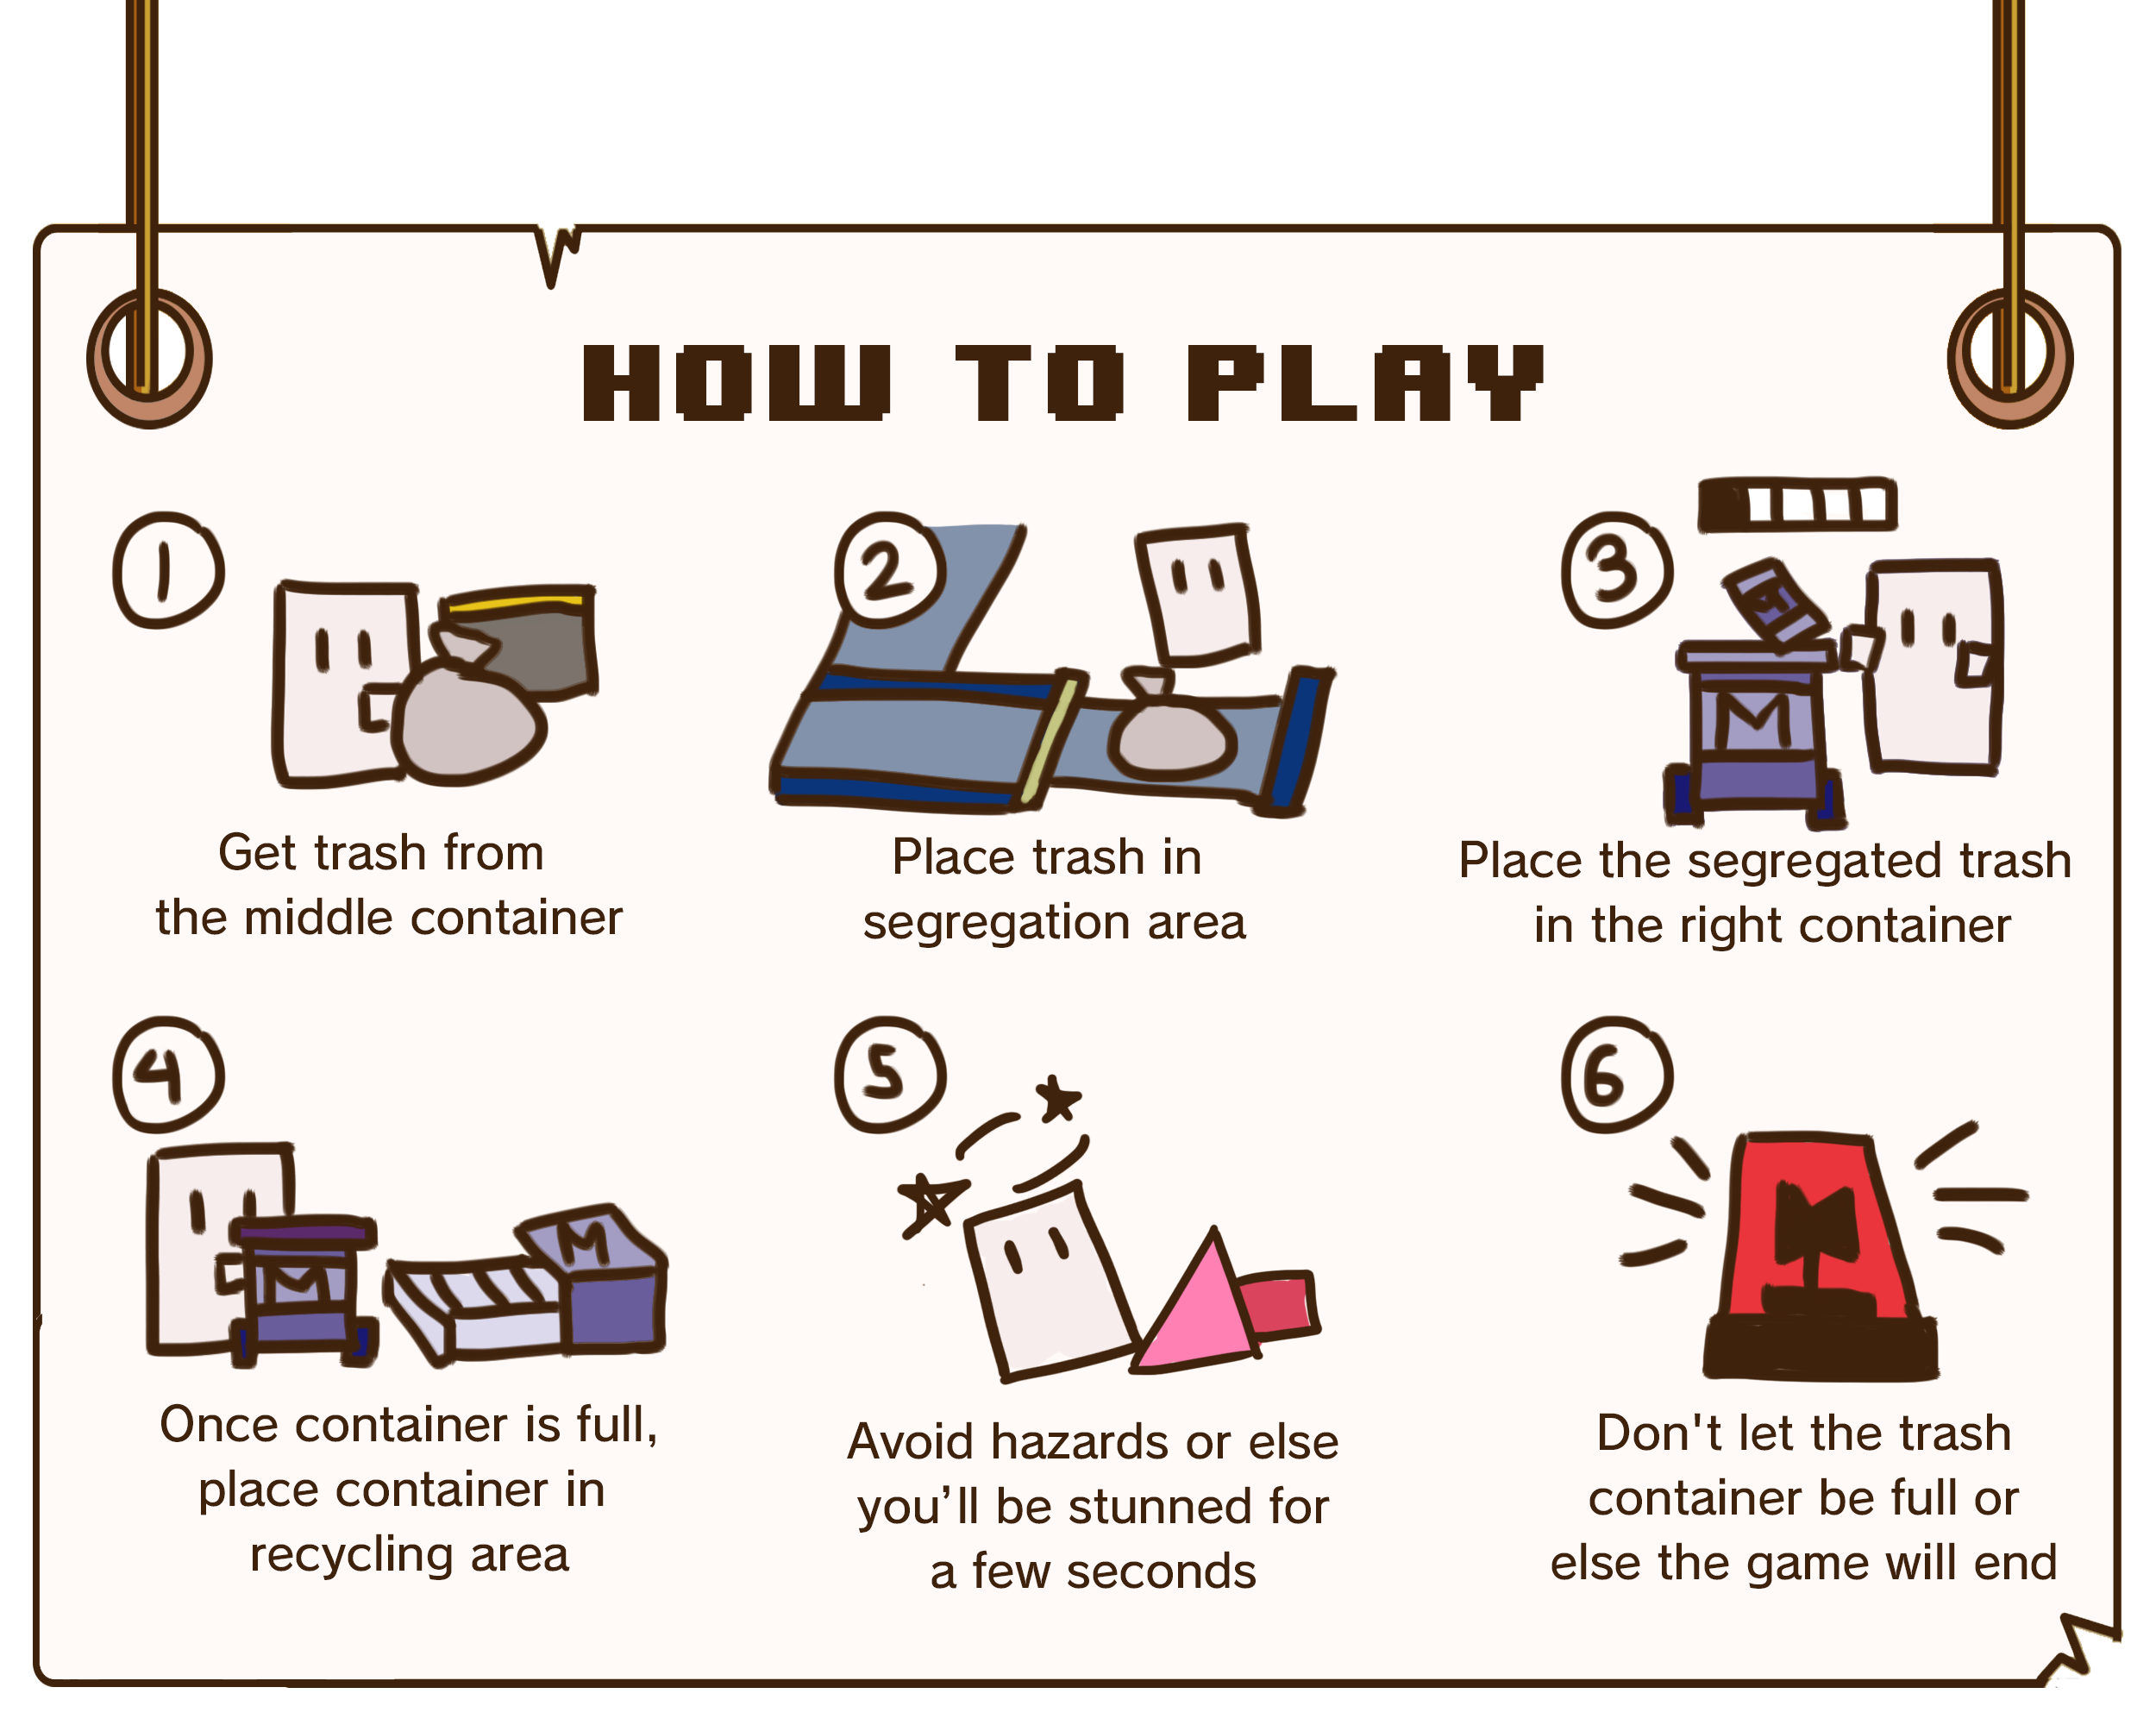 HOW TO PLAY
1
Get trash from
the middle container
2
Place trash in
segregation area
3
M
M
Place the segregated trash
in the right container
4
M
M
Once container is full,
place container in
recycling area
5
Avoid hazards or else
you'll be stunned for
a few seconds
6
Don't let the trash
container be full or
else the game will end